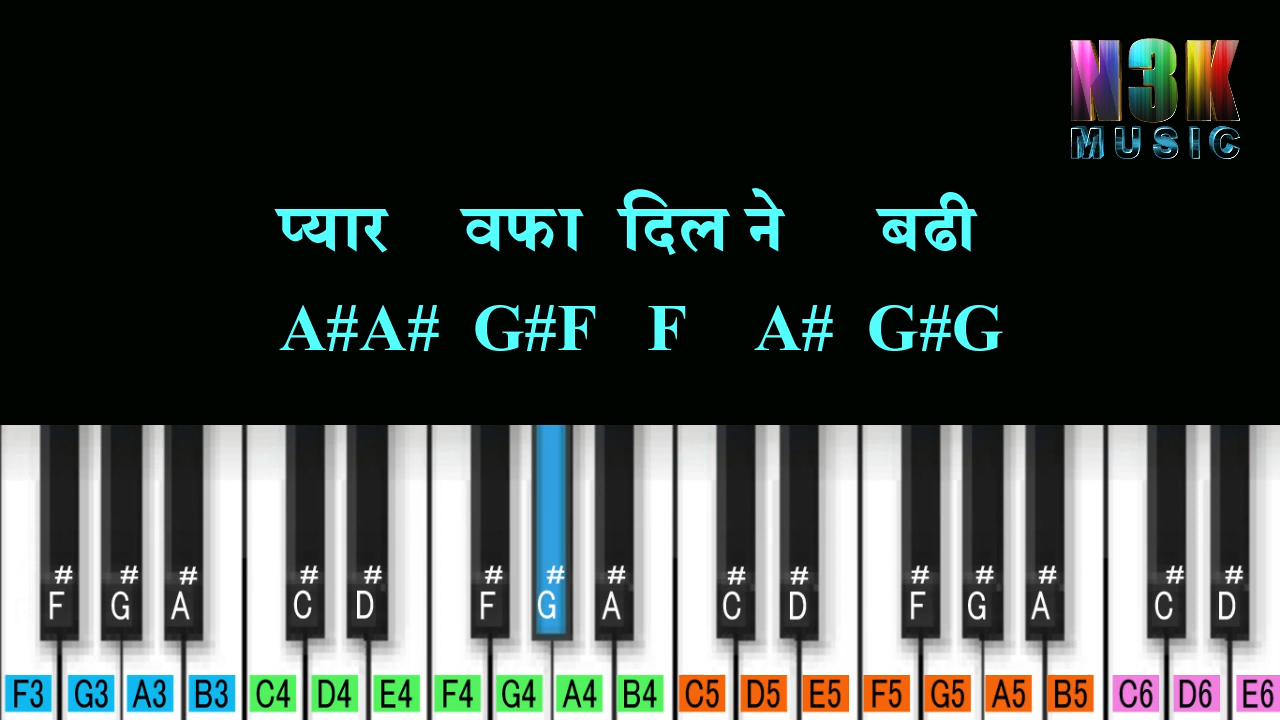 N3K
MUSIC
प्यार वफा दिल ने बढी
A#A# G#F F A# G#G
# # # # # # # # # # # # # # #
F G A C D F G A C D F G A C D
F3 G3 A3 B3 C4 D4 E4 F4 G4 A4 B4 C5 D5 E5 F5 G5 A5 B5 C6 D6 E6